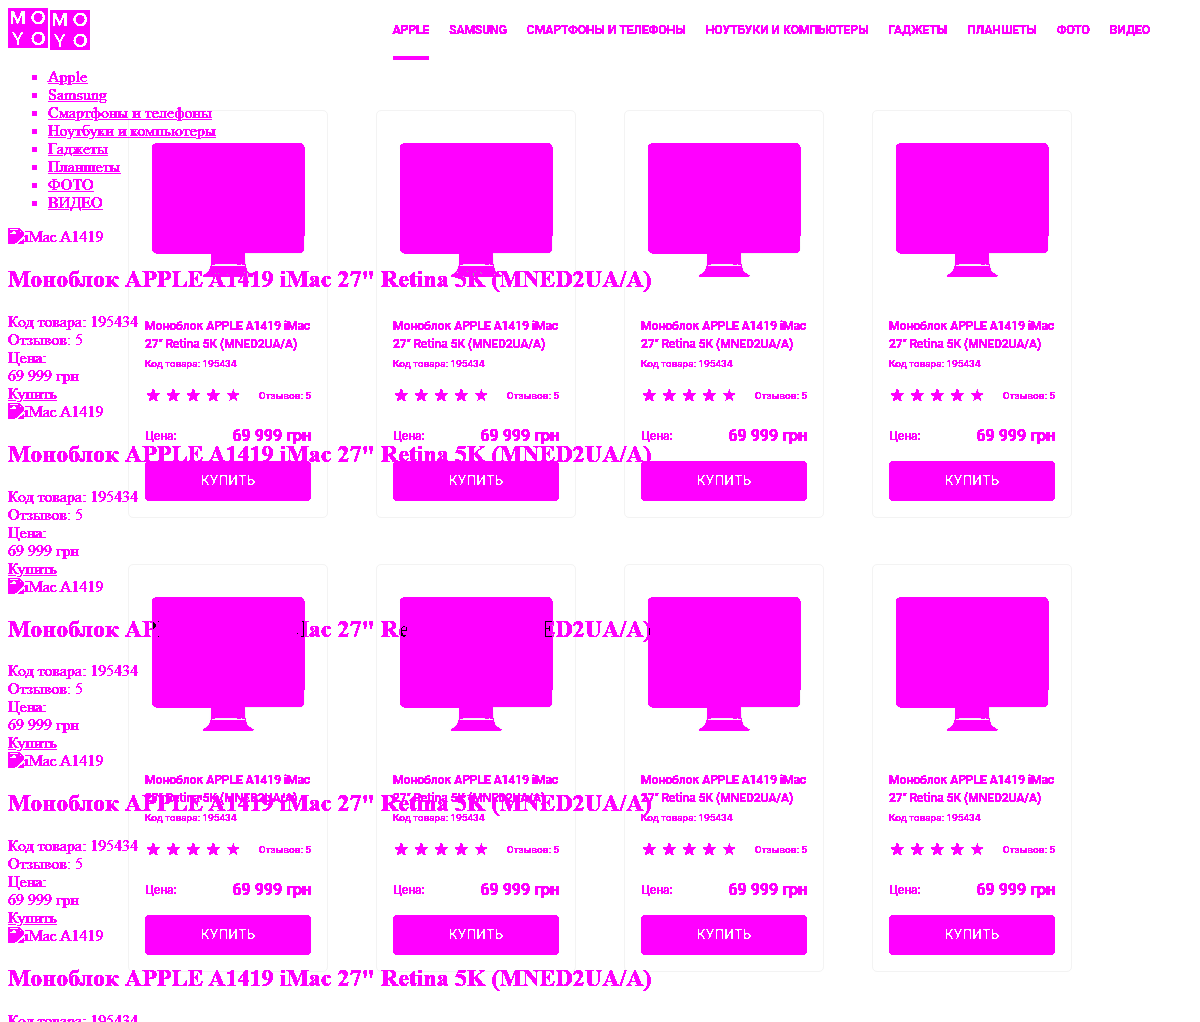 MO
YO
MO
YO
APPLE SAMSUNG СМАРТФОНЫ И ТЕЛЕФОНЫ НОУТБУКИ И КОМПЬЮТЕРЫ ГАДЖЕТЫ ПЛАНШЕТЫ ФОТО ВИДЕО
Apple
Samsung
Смартфоны и телефоны
Ноутбуки и компьютеры
Гаджеты
Планшеты
ФОТО
ВИДЕО
iMac A1419
Моноблок APPLE A1419 iMac 27" Retina 5K (MNED2UA/A)
Код товара: 195434
Отзывов: 5
Цена:
69 999 грн
Купить
iMac A1419
Моноблок APPLE A1419 iMac 27" Retina 5K (MNED2UA/A)
Код товара: 195434
Отзывов: 5
Цена:
69 999 грн
Купить
iMac A1419
Моноблок AP Mac 27" Re ED2UA/A)
Код товара: 195434
Отзывов: 5
Цена:
69 999 грн
Купить
iMac A1419
Моноблок APPLE A1419 iMac 27" Retina 5K (MNED2UA/A)
Код товара: 195434
Отзывов: 5
Цена:
69 999 грн
Купить
iMac A1419
Моноблок APPLE A1419 iMac 27" Retina 5K (MNED2UA/A)
Код товара: 195434
Моноблок APPLE A1419 iMac
27" Retina 5K (MNED2UA/A)
Код товара: 195434
Отзывов: 5
Цена: 69 999 грн
КУПИТЬ
Моноблок APPLE A1419 iMac
27" Retina 5K (MNED2UA/A)
Код товара: 195434
Отзывов: 5
Цена: 69 999 грн
КУПИТЬ
Моноблок APPLE A1419 iMac
27" Retina 5K (MNED2UA/A)
Код товара: 195434
Отзывов: 5
Цена: 69 999 грн
КУПИТЬ
Моноблок APPLE A1419 iMac
27" Retina 5K (MNED2UA/A)
Код товара: 195434
Отзывов: 5
Цена: 69 999 грн
КУПИТЬ
Моноблок APPLE A1419 iMac
27" Retina 5K (MNED2UA/A)
Код товара: 195434
Отзывов: 5
Цена: 69 999 грн
КУПИТЬ
Моноблок APPLE A1419 iMac
27" Retina 5K (MNED2UA/A)
Код товара: 195434
Отзывов: 5
Цена: 69 999 грн
КУПИТЬ
Моноблок APPLE A1419 iMac
27" Retina 5K (MNED2UA/A)
Код товара: 195434
Отзывов: 5
Цена: 69 999 грн
КУПИТЬ
Моноблок APPLE A1419 iMac
27" Retina 5K (MNED2UA/A)
Код товара: 195434
Отзывов: 5
Цена: 69 999 грн
КУПИТЬ